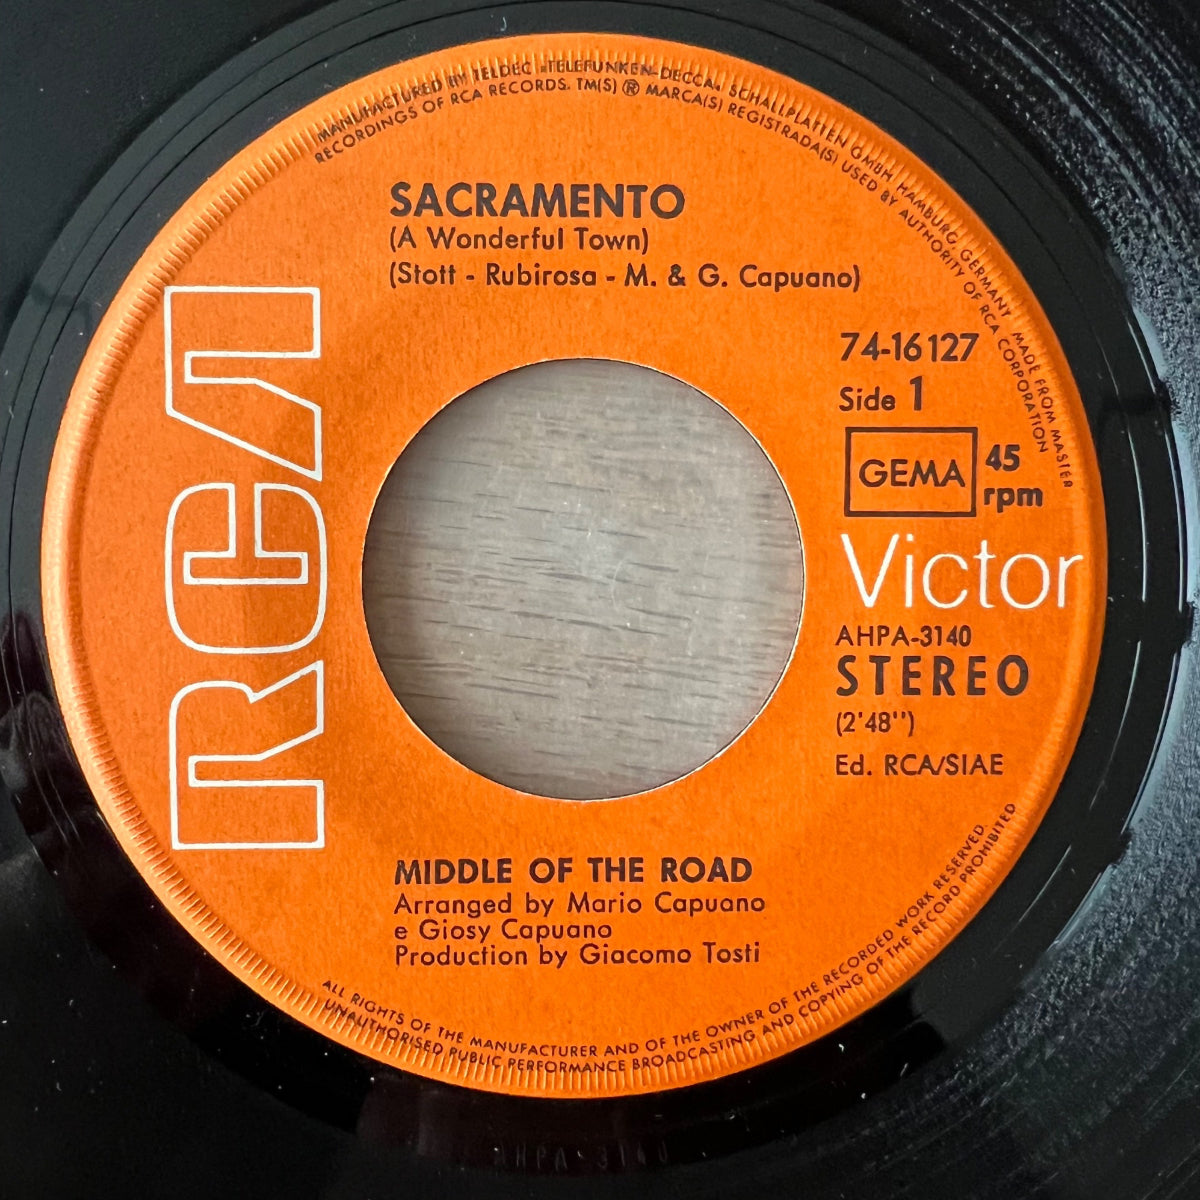 MANUFACTURED BY TELDEC »TELEFUNKEN-DECCA« SCHALLPLATTEN GMBH, HAMBURG, GERMANY MADE FROM MASTER
RECORDINGS OF RCA RECORDS. TM(S) ® MARCA(S) REGISTRADA(S) USED BY AUTHORITY OF RCA CORPORATION
SACRAMENTO
(A Wonderful Town)
(Stott - Rubirosa - M. & G. Capuano)
RCA
74-16127
Side 1
GEMA
45
rpm
Victor
AHPA-3140
STEREO
(2'48'')
Ed. RCA/SIAE
MIDDLE OF THE ROAD
Arranged by Mario Capuano
e Giosy Capuano
Production by Giacomo Tosti
ALL RIGHTS OF THE MANUFACTURER AND OF THE OWNER OF THE RECORDED WORK RESERVED.
UNAUTHORISED PUBLIC PERFORMANCE BROADCASTING AND COPYING OF THE RECORD PROHIBITED
AHPA-3140